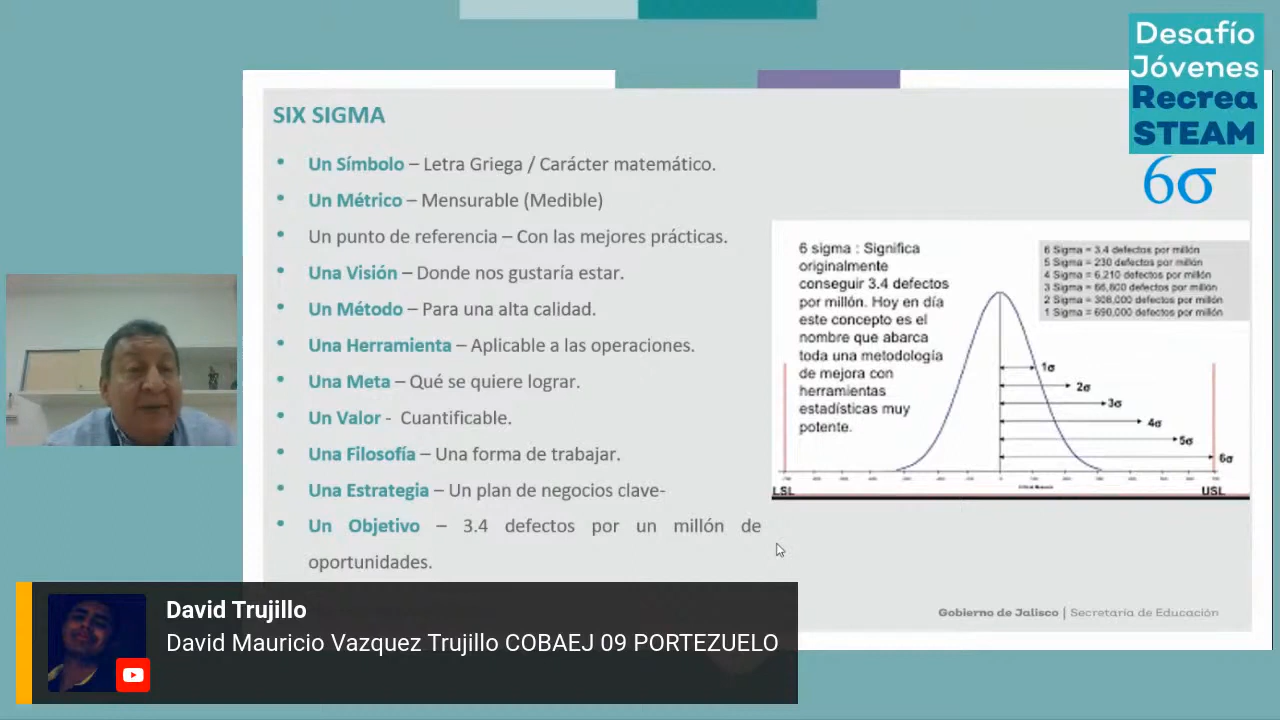 Desafío
Jóvenes
Recrea
STEAM
6σ
SIX SIGMA
• Un Símbolo – Letra Griega / Carácter matemático.
• Un Métrico – Mensurable (Medible)
• Un punto de referencia – Con las mejores prácticas.
• Una Visión – Donde nos gustaría estar.
• Un Método – Para una alta calidad.
• Una Herramienta – Aplicable a las operaciones.
• Una Meta – Qué se quiere lograr.
• Un Valor - Cuantificable.
• Una Filosofía – Una forma de trabajar.
• Una Estrategia – Un plan de negocios clave-
• Un Objetivo – 3.4 defectos por un millón de
oportunidades.
6 sigma : Significa
originalmente
conseguir 3.4 defectos
por millón. Hoy en día
este concepto es el
nombre que abarca
toda una metodología
de mejora con
herramientas
estadísticas muy
potente.
6 Sigma = 3.4 defectos por millón
5 Sigma = 230 defectos por millón
4 Sigma = 6,210 defectos por millón
3 Sigma = 66,800 defectos por millón
2 Sigma = 308,000 defectos por millón
1 Sigma = 690,000 defectos por millón
1σ
2σ
3σ
4σ
5σ
6σ
LSL
USL
Gobierno de Jalisco | Secretaría de Educación
David Trujillo
David Mauricio Vazquez Trujillo COBAEJ 09 PORTEZUELO